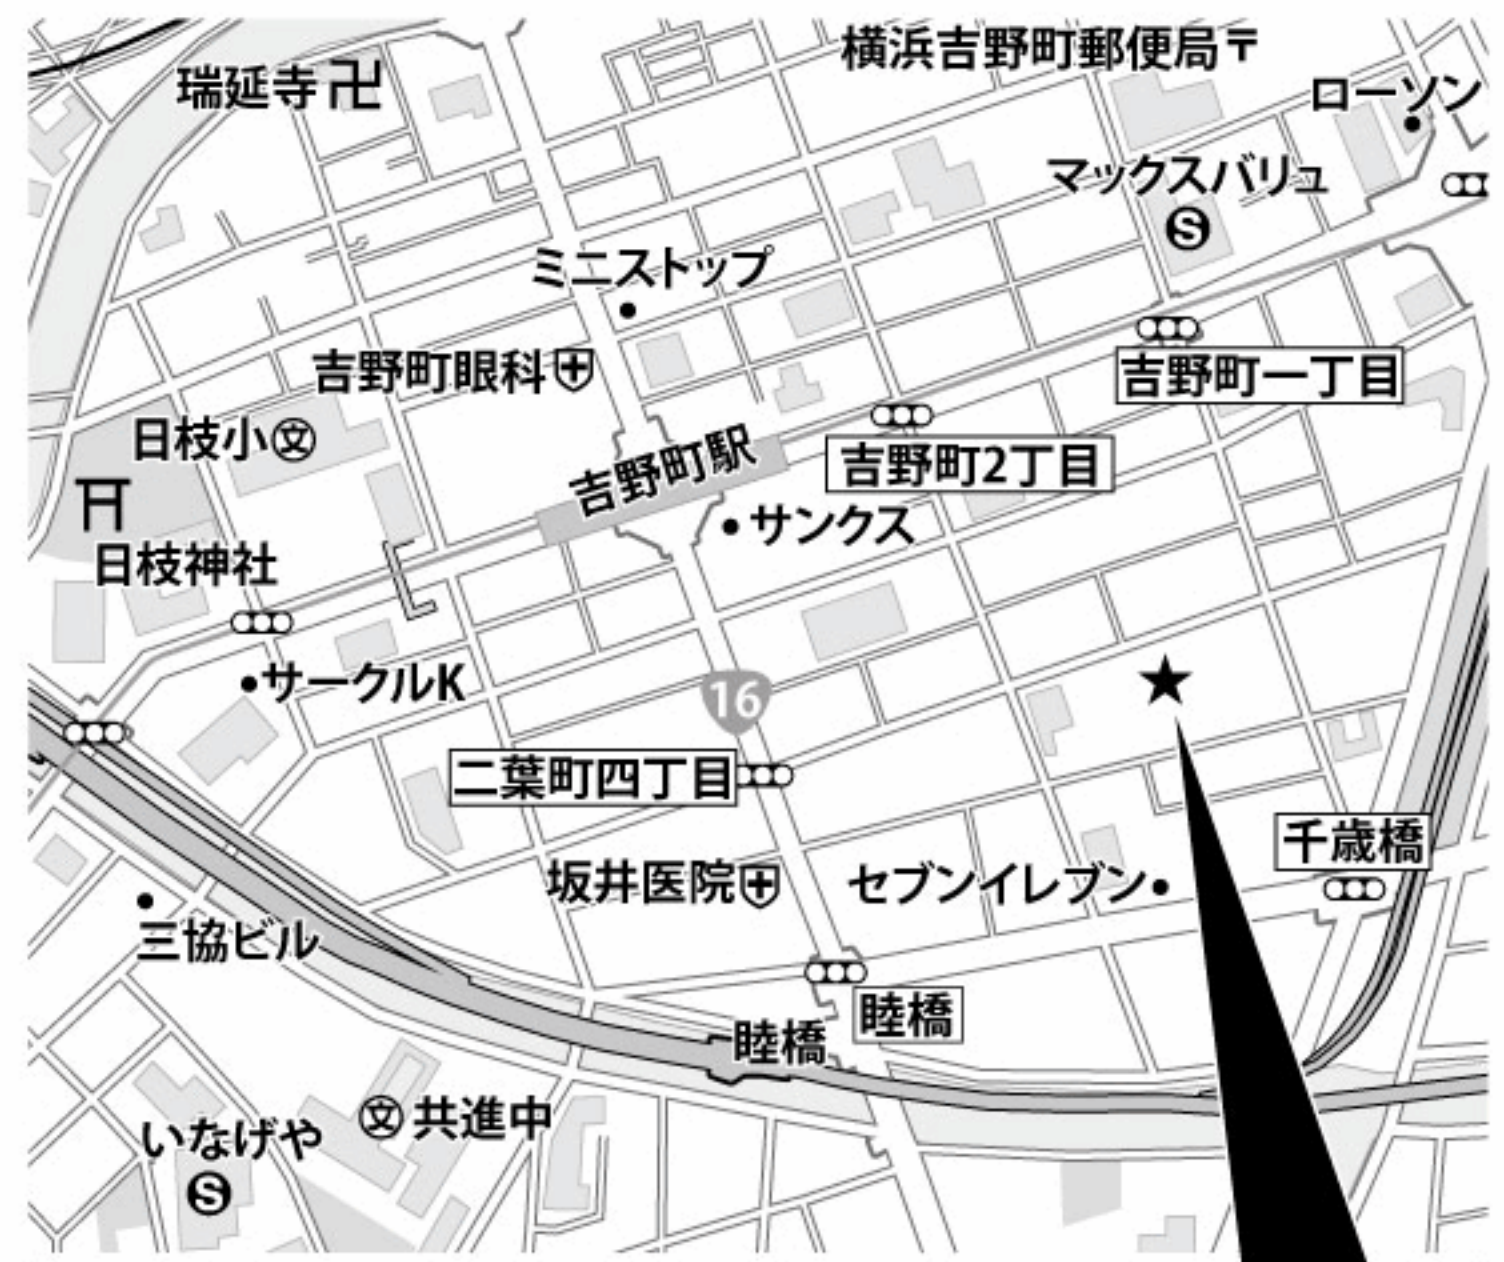 横浜吉野町郵便局〒
瑞延寺卍
ローソン
マックスバリュ
S
ミニストップ
吉野町眼科
吉野町一丁目
日枝小文
吉野町駅
吉野町2丁目
サンクス
日枝神社
サークルK
16
二葉町四丁目
千歳橋
坂井医院
セブンイレブン
三協ビル
睦橋
睦橋
文共進中
いなげや
S